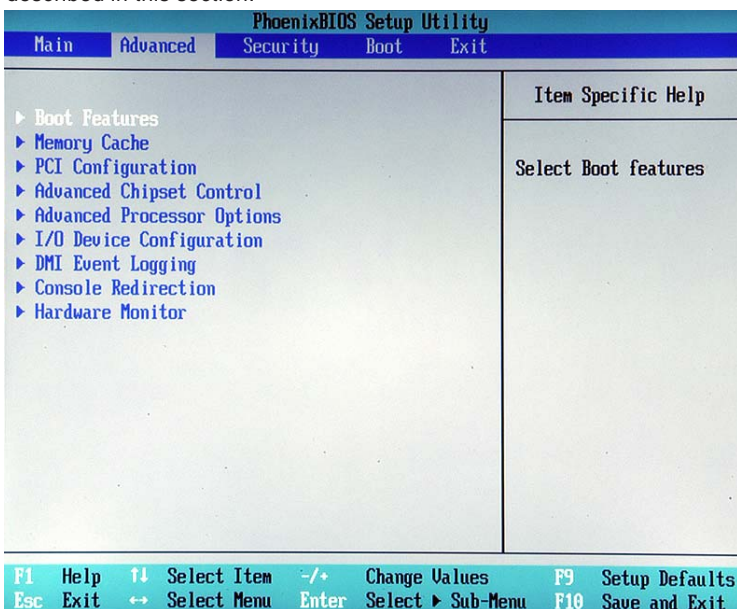 described in this section.
PhoenixBIOS Setup Utility
Main Advanced Security Boot Exit
Item Specific Help
▶ Boot Features
▶ Memory Cache
▶ PCI Configuration
Select Boot features
▶ Advanced Chipset Control
▶ Advanced Processor Options
▶ I/O Device Configuration
▶ DMI Event Logging
▶ Console Redirection
▶ Hardware Monitor
F1 Help ↑↓ Select Item -/+ Change Values F9 Setup Defaults
Esc Exit ↔ Select Menu Enter Select ▶ Sub-Menu F10 Save and Exit